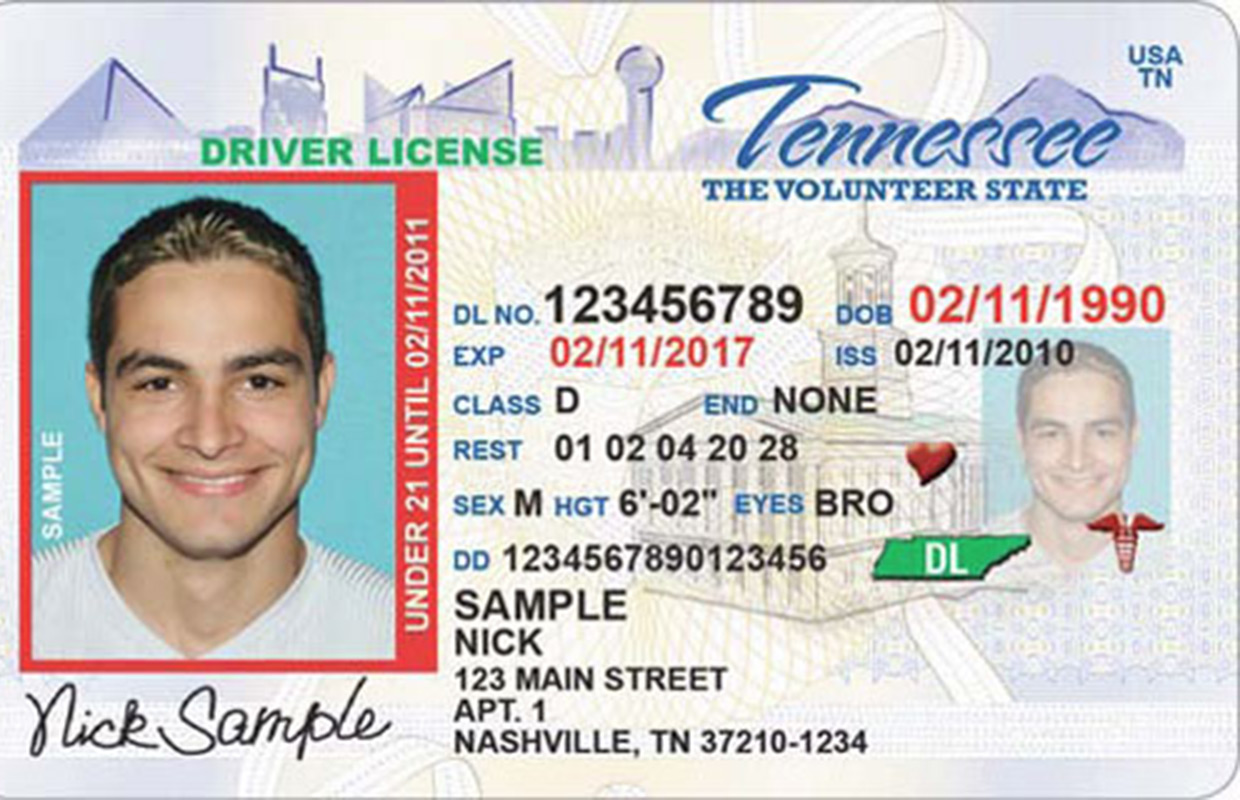 USA
TN
Tennessee
THE VOLUNTEER STATE
DRIVER LICENSE
SAMPLE
UNDER 21 UNTIL 02/11/2011
DL NO. 123456789 DOB 02/11/1990
EXP 02/11/2017 ISS 02/11/2010
CLASS D END NONE
REST 01 02 04 20 28
SEX M HGT 6'-02" EYES BRO
DD 1234567890123456 DL
SAMPLE
NICK
123 MAIN STREET
APT. 1
NASHVILLE, TN 37210-1234
Nick Sample